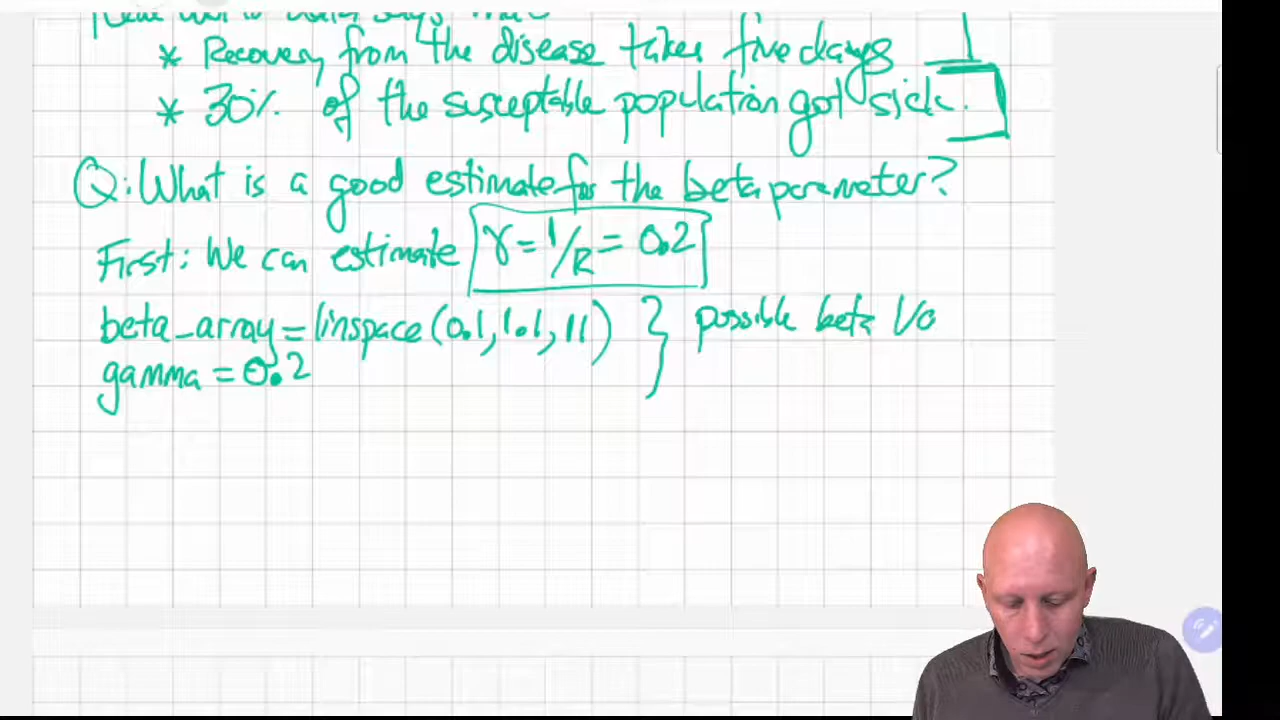 * Recovery from the disease takes five days
* 30% of the susceptable population got sick.
Q: What is a good estimate for the beta parameter?
First: We can estimate γ = 1/R = 0.2
beta_array = linspace(0.1, 1.1, 11) } possible beta va
gamma = 0.2